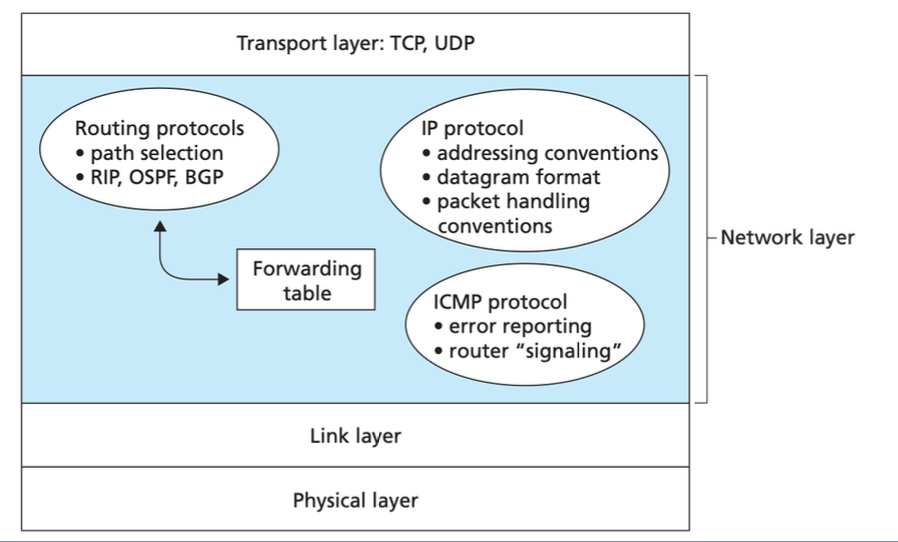 Transport layer: TCP, UDP
Routing protocols
• path selection
• RIP, OSPF, BGP
IP protocol
• addressing conventions
• datagram format
• packet handling
conventions
Network layer
Forwarding
table
ICMP protocol
• error reporting
• router “signaling”
Link layer
Physical layer